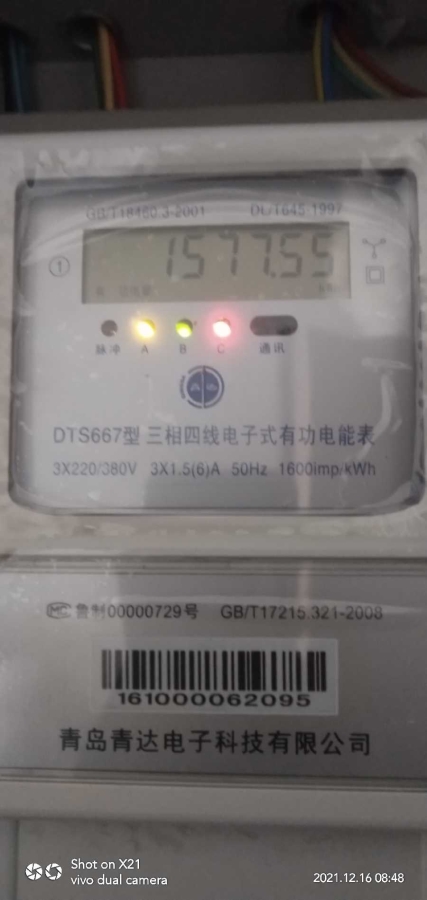 GB/T18460.3-2001 DL/T645-1997
1577.55
1
脉冲 A B C 通讯
DTS667型 三相四线电子式有功电能表
3X220/380V 3X1.5(6)A 50Hz 1600imp/kWh
MC 鲁制00000729号 GB/T17215.321-2008
161000062095
青岛青达电子科技有限公司
Shot on X21
vivo dual camera
2021.12.16 08:48